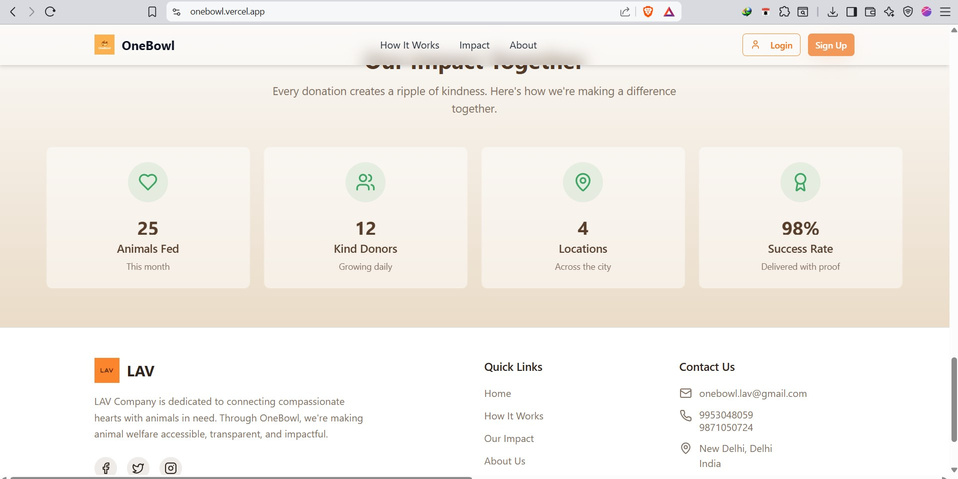 onebowl.vercel.app
OneBowl
How It Works
Impact
About
Login
Sign Up
Our Impact Together
Every donation creates a ripple of kindness. Here's how we're making a difference
together.
25
Animals Fed
This month
12
Kind Donors
Growing daily
4
Locations
Across the city
98%
Success Rate
Delivered with proof
LAV
LAV
LAV Company is dedicated to connecting compassionate
hearts with animals in need. Through OneBowl, we're making
animal welfare accessible, transparent, and impactful.
Quick Links
Home
How It Works
Our Impact
About Us
Contact Us
onebowl.lav@gmail.com
9953048059
9871050724
New Delhi, Delhi
India